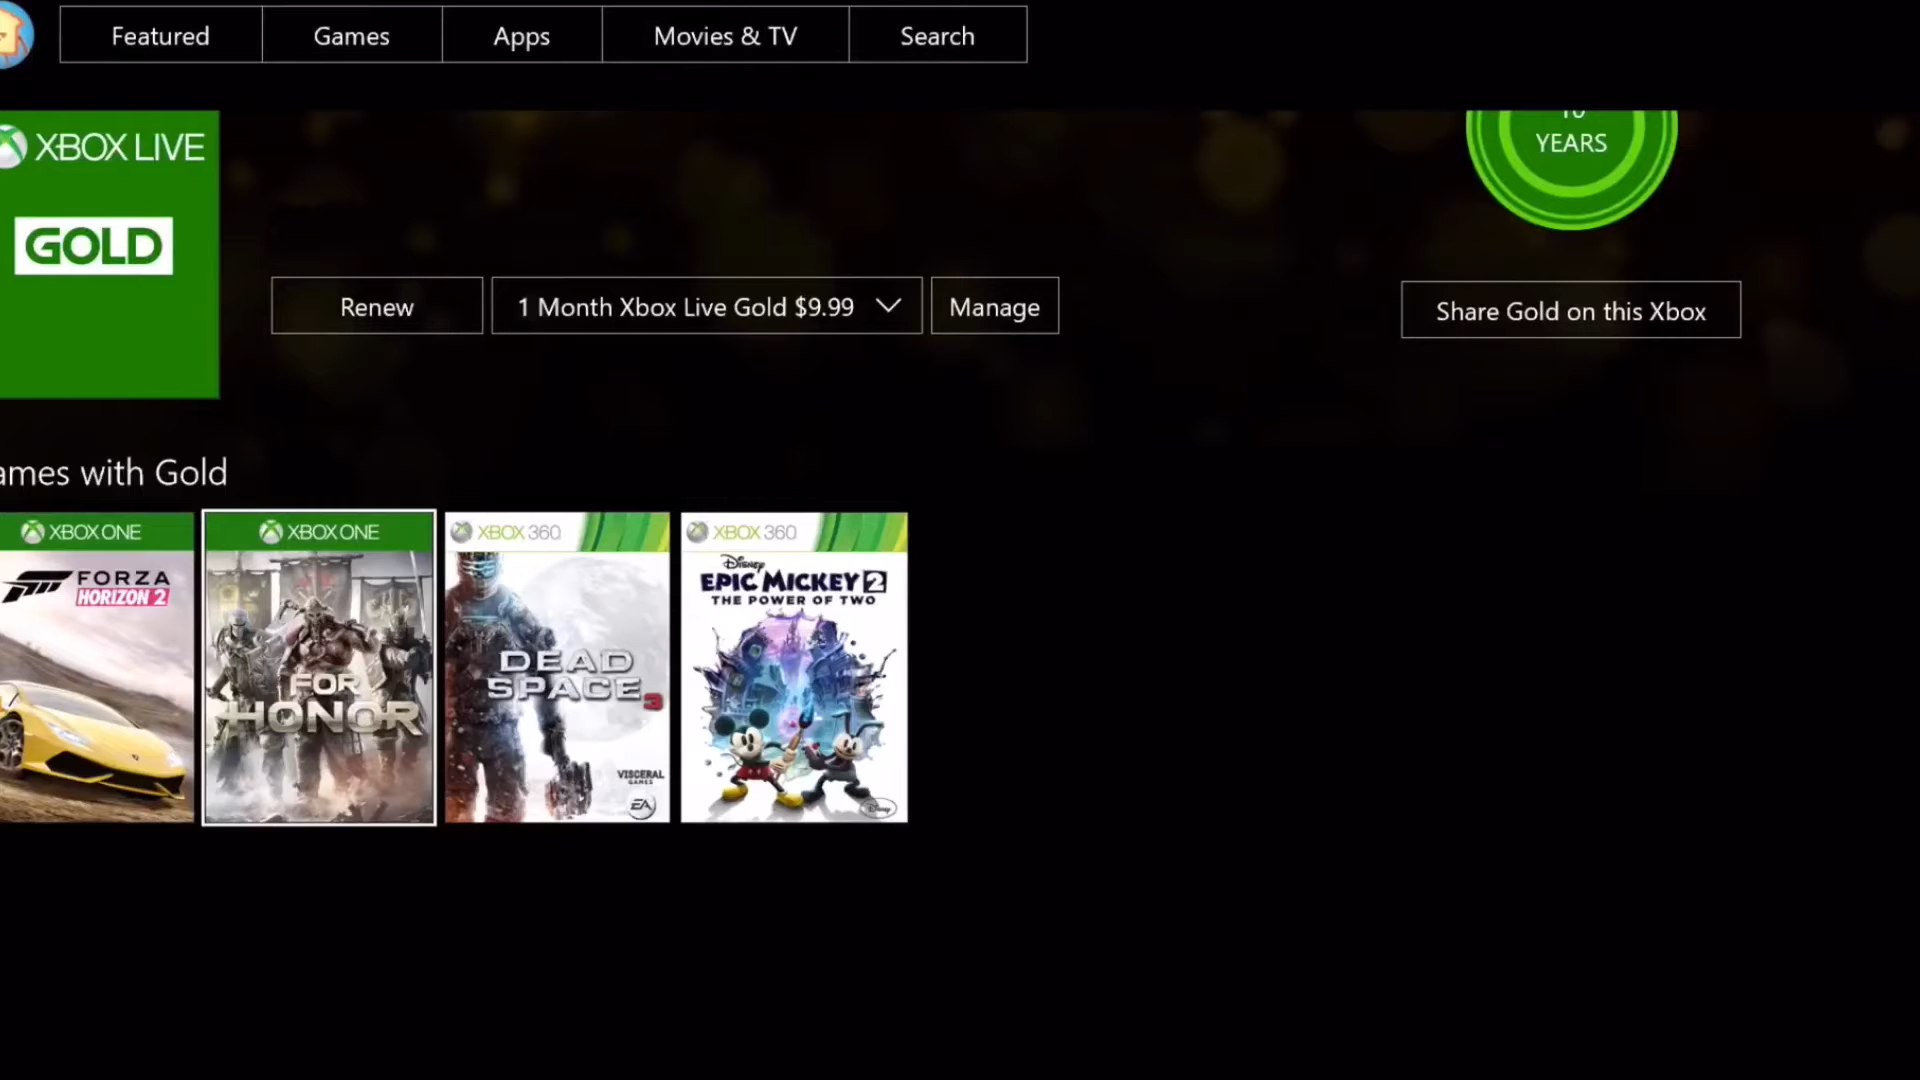 Featured
Games
Apps
Movies & TV
Search
XBOX LIVE
GOLD
YEARS
Renew
1 Month Xbox Live Gold $9.99
Manage
Share Gold on this Xbox
ames with Gold
XBOX ONE
FORZA
HORIZON 2
XBOX ONE
FOR
HONOR
XBOX 360
DEAD
SPACE 3
VISCERAL
GAMES
EA
XBOX 360
Disney
EPIC MICKEY 2
THE POWER OF TWO
Disney